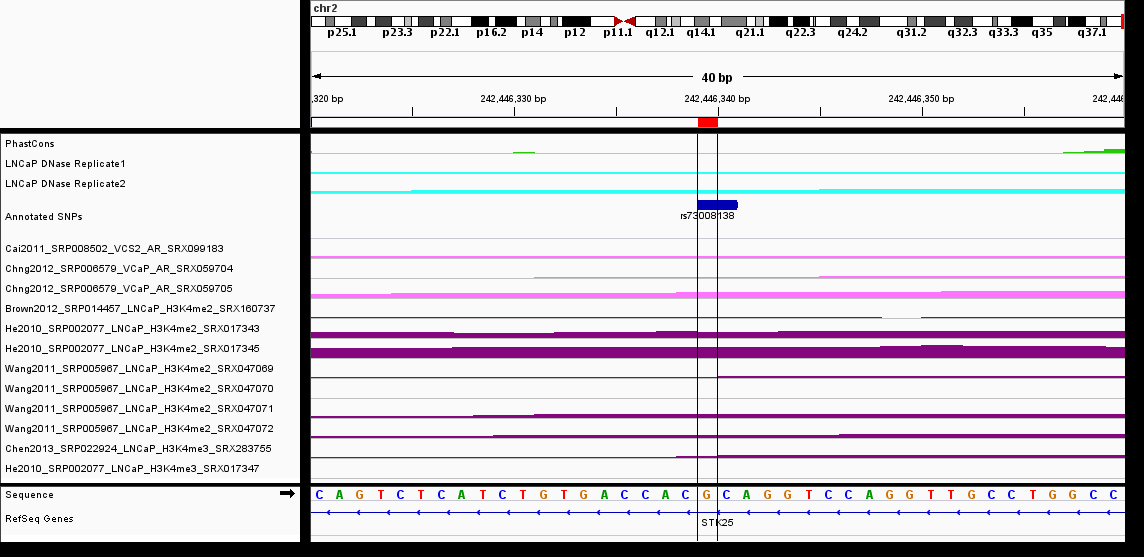 chr2
p25.1 p23.3 p22.1 p16.2 p14 p12 p11.1 q12.1 q14.1 q21.1 q22.3 q24.2 q31.2 q32.3 q33.3 q35 q37.1
40 bp
,320 bp 242,446,330 bp 242,446,340 bp 242,446,350 bp 242,446
PhastCons
LNCaP DNase Replicate1
LNCaP DNase Replicate2
Annotated SNPs
rs73008138
Cai2011_SRP008502_VCS2_AR_SRX099183
Chng2012_SRP006579_VCaP_AR_SRX059704
Chng2012_SRP006579_VCaP_AR_SRX059705
Brown2012_SRP014457_LNCaP_H3K4me2_SRX160737
He2010_SRP002077_LNCaP_H3K4me2_SRX017343
He2010_SRP002077_LNCaP_H3K4me2_SRX017345
Wang2011_SRP005967_LNCaP_H3K4me2_SRX047069
Wang2011_SRP005967_LNCaP_H3K4me2_SRX047070
Wang2011_SRP005967_LNCaP_H3K4me2_SRX047071
Wang2011_SRP005967_LNCaP_H3K4me2_SRX047072
Chen2013_SRP022924_LNCaP_H3K4me3_SRX283755
He2010_SRP002077_LNCaP_H3K4me3_SRX017347
Sequence C A G T C T C A T C T G T G A C C A C G C A G G T C C A G G T T G C C T G G C C
RefSeq Genes
STK25